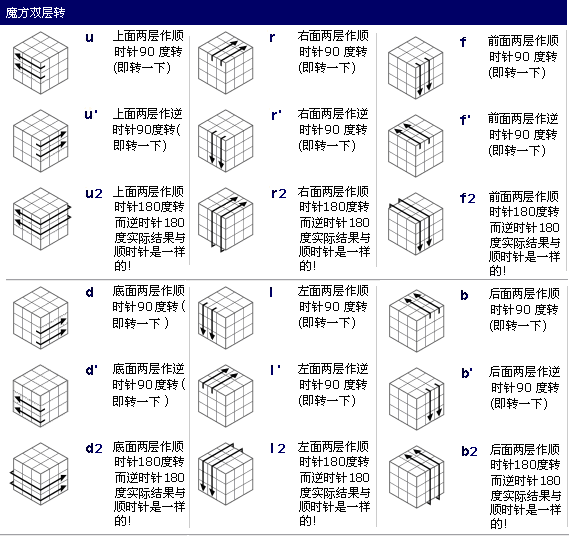 魔方双层转
u
上面两层作顺
时针90 度转
(即转一下)
r
右面两层作顺
时针90 度转
(即转一下)
f
前面两层作顺
时针90 度转
(即转一下)
u'
上面两层作逆
时针90度转(
即转一下)
r'
右面两层作逆
时针90 度转
(即转一下)
f'
前面两层作逆
时针90 度转
(即转一下)
u2
上面两层作顺
时针180度转
而逆时针180
度实际结果与
顺时针是一样
的!
r2
右面两层作顺
时针180度转
而逆时针180
度实际结果与
顺时针是一样
的!
f2
前面两层作顺
时针180度转
而逆时针180
度实际结果与
顺时针是一样
的!
d
底面两层作顺
时针90度转(
即转一下 )
l
左面两层作顺
时针90 度转
(即转一下)
b
后面两层作顺
时针90 度转
(即转一下)
d'
底面两层作逆
时针90度转(
即转一下 )
l'
左面两层作逆
时针90 度转
(即转一下)
b'
后面两层作逆
时针90 度转
(即转一下)
d2
底面两层作顺
时针180度转
而逆时针180
度实际结果与
顺时针是一样
的!
l2
左面两层作顺
时针180度转
而逆时针180
度实际结果与
顺时针是一样
的!
b2
后面两层作顺
时针180度转
而逆时针180
度实际结果与
顺时针是一样
的!